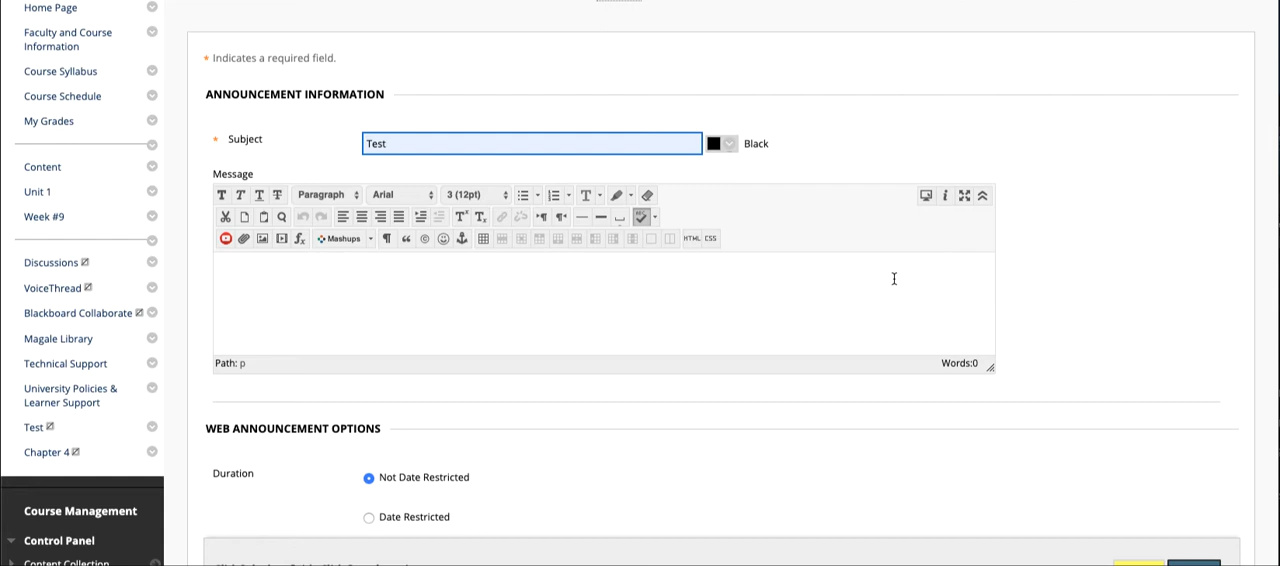 Home Page
Faculty and Course
Information
Course Syllabus
Course Schedule
My Grades
Content
Unit 1
Week #9
Discussions
VoiceThread
Blackboard Collaborate
Magale Library
Technical Support
University Policies &
Learner Support
Test
Chapter 4
Course Management
Control Panel
Content Collection
* Indicates a required field.
ANNOUNCEMENT INFORMATION
* Subject
Test
Black
Message
T T T T Paragraph Arial 3 (12pt) T
Mashups HTML CSS
Path: p Words:0
WEB ANNOUNCEMENT OPTIONS
Duration
Not Date Restricted
Date Restricted